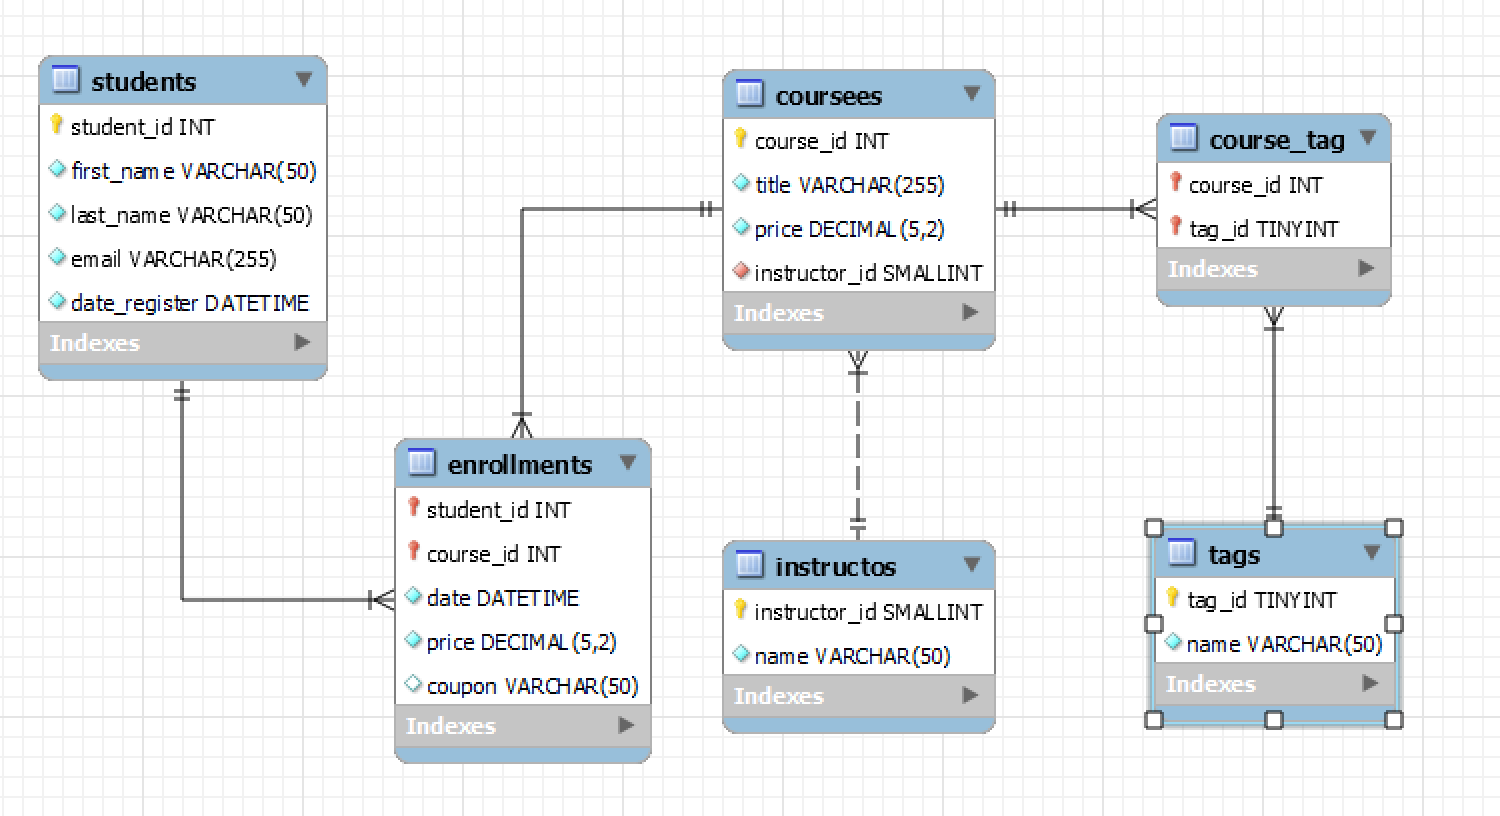 students
student_id INT
first_name VARCHAR(50)
last_name VARCHAR(50)
email VARCHAR(255)
date_register DATETIME
Indexes
coursees
course_id INT
title VARCHAR(255)
price DECIMAL(5,2)
instructor_id SMALLINT
Indexes
course_tag
course_id INT
tag_id TINYINT
Indexes
enrollments
student_id INT
course_id INT
date DATETIME
price DECIMAL(5,2)
coupon VARCHAR(50)
Indexes
instructos
instructor_id SMALLINT
name VARCHAR(50)
Indexes
tags
tag_id TINYINT
name VARCHAR(50)
Indexes